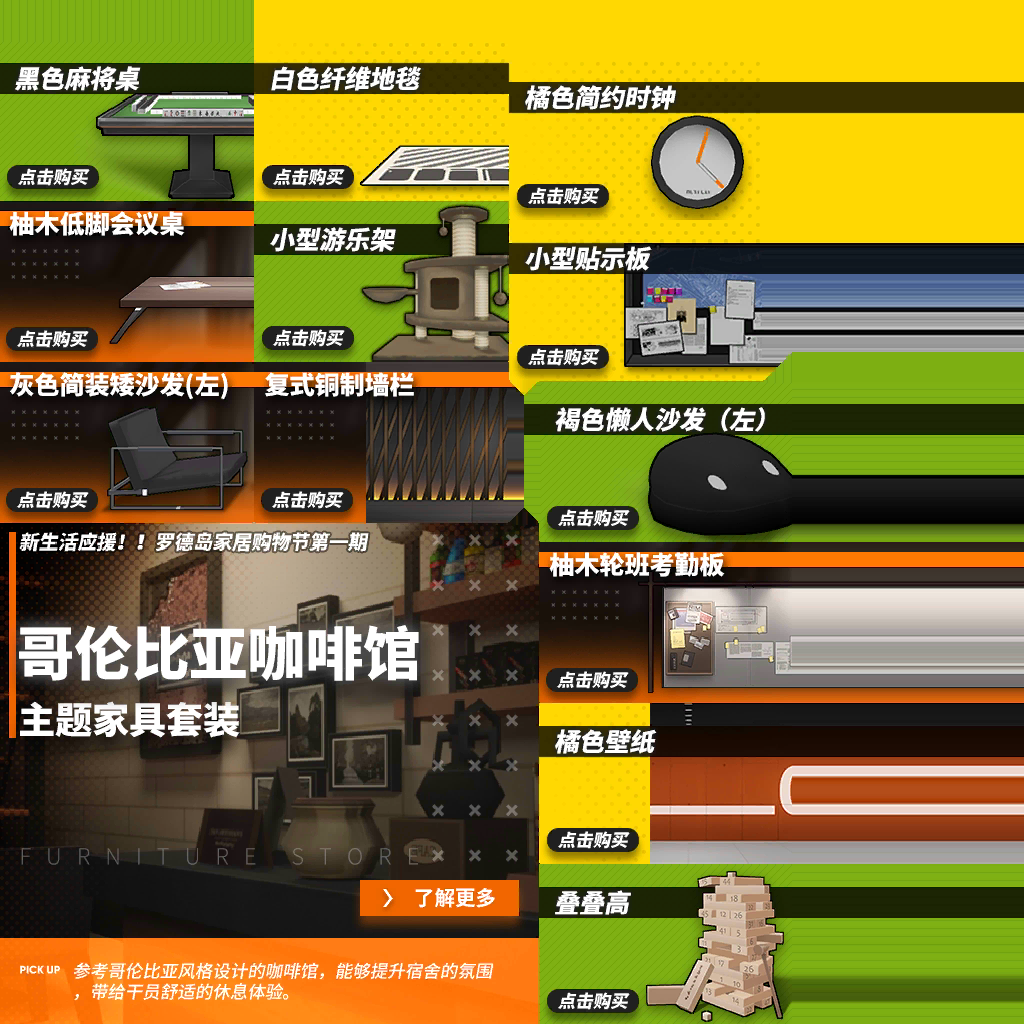 黑色麻将桌
点击购买
白色纤维地毯
点击购买
橘色简约时钟
点击购买
柚木低脚会议桌
点击购买
小型游乐架
点击购买
小型贴示板
点击购买
灰色简装矮沙发(左)
点击购买
复式铜制墙栏
点击购买
褐色懒人沙发（左）
点击购买
柚木轮班考勤板
点击购买
橘色壁纸
点击购买
叠叠高
点击购买
新生活应援！！罗德岛家居购物节第一期
哥伦比亚咖啡馆
主题家具套装
FURNITURE STORE
了解更多
PICK UP
参考哥伦比亚风格设计的咖啡馆，能够提升宿舍的氛围
，带给干员舒适的休息体验。